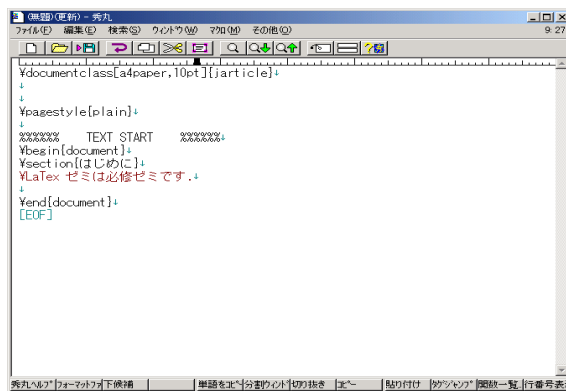 (無題)(更新) - 秀丸
ファイル(F) 編集(E) 検索(S) ウィンドウ(W) マクロ(M) その他(O) 9: 27
¥documentclass[a4paper,10pt]{jarticle}↓
↓
↓
¥pagestyle{plain}↓
↓
%%%%%% TEXT START %%%%%%↓
¥begin{document}↓
¥section{はじめに}↓
¥LaTex ゼミは必修ゼミです.↓
↓
¥end{document}↓
[EOF]
秀丸ヘルプ フォーマットファ 下候補 単語をコピー 分割ウィンド 切り抜き コピー 貼り付け タグジャンプ 関数一覧. 行番号表